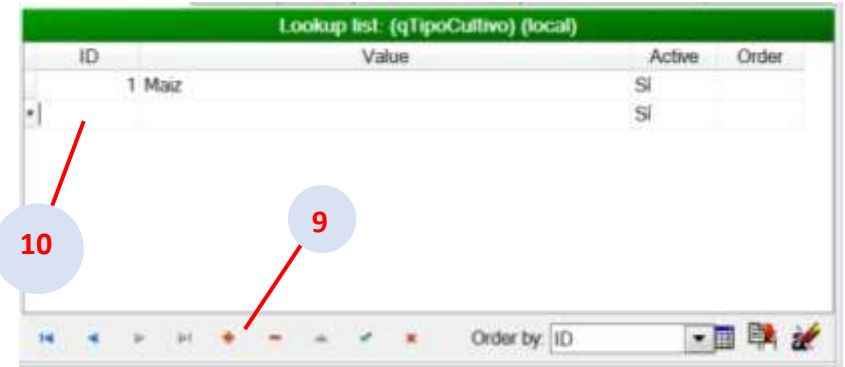 Lookup list: (qTipoCultivo) (local)
ID Value Active Order
1 Maiz Sí
* Sí
10
9
Order by: ID